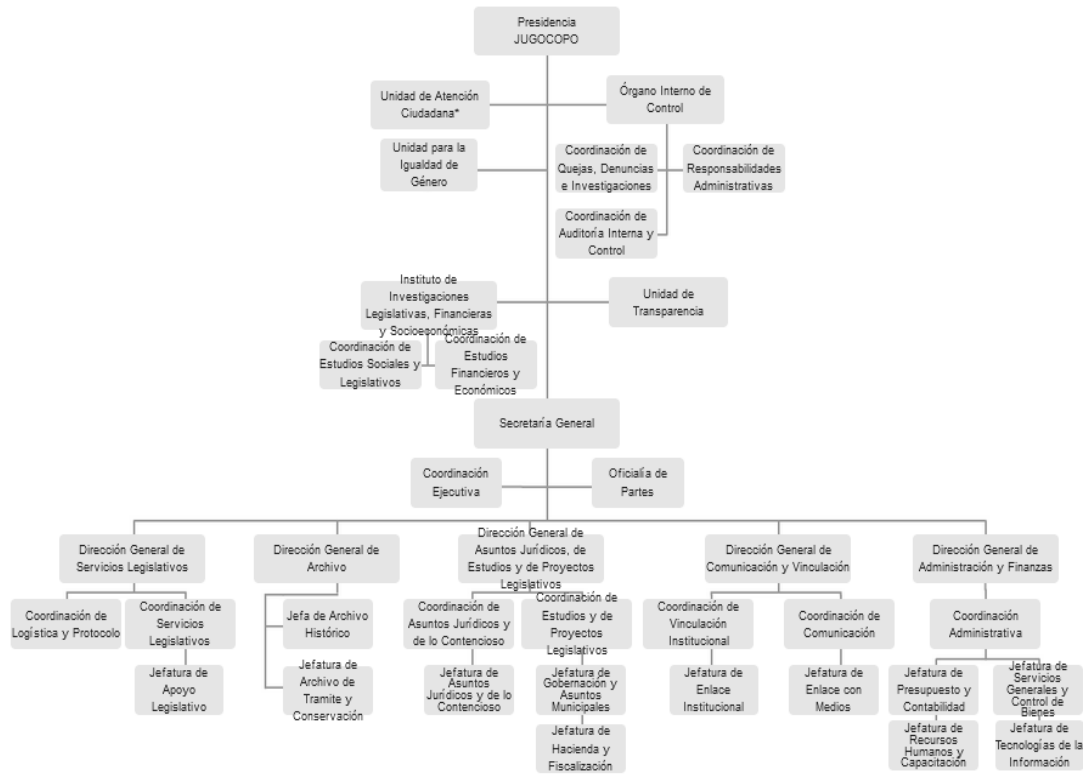 Presidencia
JUGOCOPO
Unidad de Atención
Ciudadana*
Órgano Interno de
Control
Unidad para la
Igualdad de
Género
Coordinación de
Quejas, Denuncias
e Investigaciones
Coordinación de
Responsabilidades
Administrativas
Coordinación de
Auditoría Interna y
Control
Instituto de
Investigaciones
Legislativas, Financieras
y Socioeconómicas
Unidad de
Transparencia
Coordinación de
Estudios Sociales y
Legislativos
Coordinación de
Estudios
Financieros y
Económicos
Secretaría General
Coordinación
Ejecutiva
Oficialía de
Partes
Dirección General de
Servicios Legislativos
Dirección General de
Archivo
Dirección General de
Asuntos Jurídicos, de
Estudios y de Proyectos
Legislativos
Dirección General de
Comunicación y Vinculación
Dirección General de
Administración y Finanzas
Coordinación de
Logística y Protocolo
Coordinación de
Servicios
Legislativos
Jefa de Archivo
Histórico
Coordinación de
Asuntos Jurídicos y
de lo Contencioso
Coordinación de
Estudios y de
Proyectos
Legislativos
Coordinación de
Vinculación
Institucional
Coordinación de
Comunicación
Coordinación
Administrativa
Jefatura de
Apoyo
Legislativo
Jefatura de
Archivo de
Tramite y
Conservación
Jefatura de
Asuntos
Jurídicos y de lo
Contencioso
Jefatura de
Gobernación y
Asuntos
Municipales
Jefatura de
Enlace
Institucional
Jefatura de
Enlace con
Medios
Jefatura de
Presupuesto y
Contabilidad
Jefatura de
Servicios
Generales y
Control de
Bienes
Jefatura de
Hacienda y
Fiscalización
Jefatura de
Recursos
Humanos y
Capacitación
Jefatura de
Tecnologías de la
Información